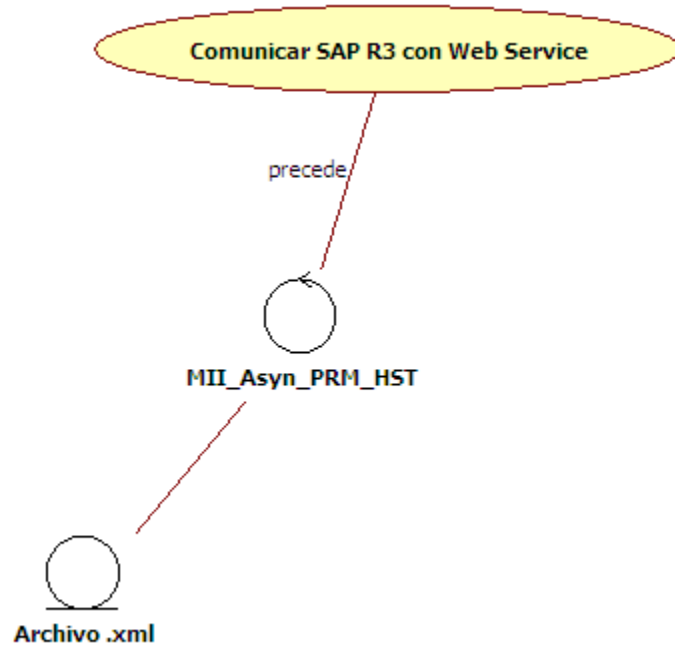 Comunicar SAP R3 con Web Service
precede
MII_Asyn_PRM_HST
Archivo .xml